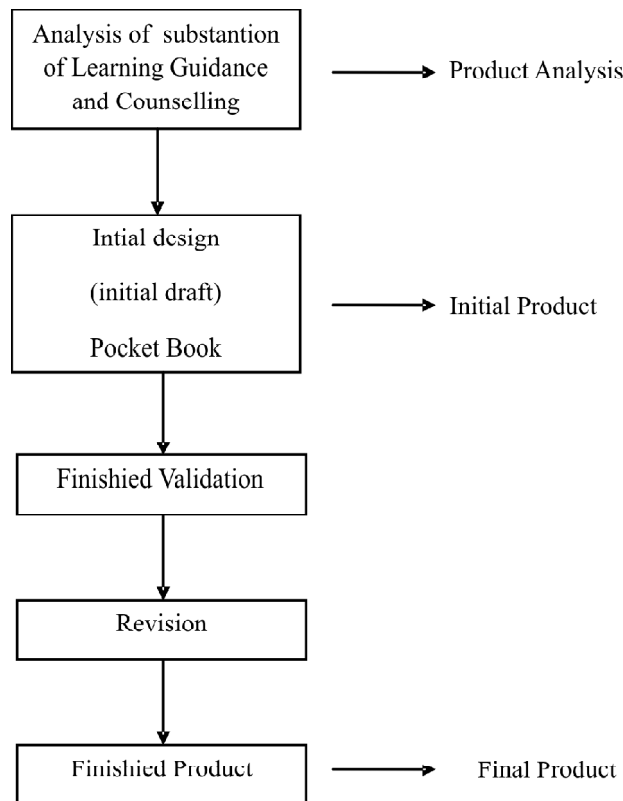 Analysis of substantion
of Learning Guidance
and Counselling
Product Analysis
Intial design
(initial draft)
Pocket Book
Initial Product
Finishied Validation
Revision
Finishied Product
Final Product